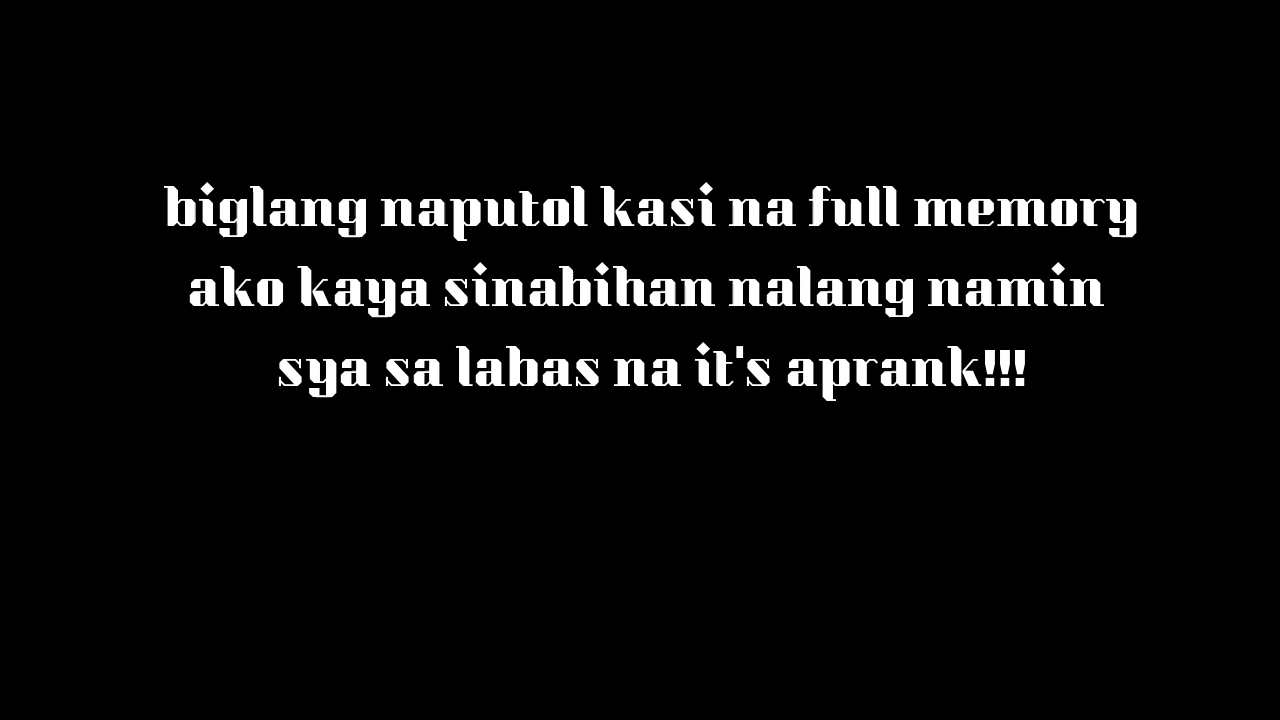 biglang naputol kasi na full memory
ako kaya sinabihan nalang namin
sya sa labas na it's aprank!!!